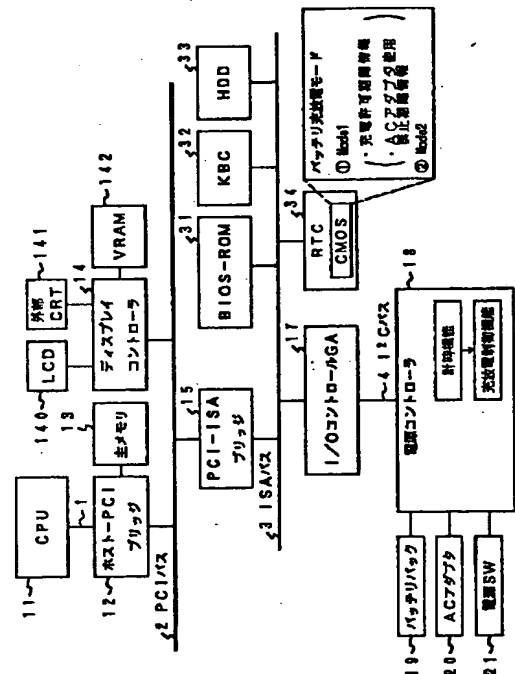 CPU
11
1
ホスト-PCI
ブリッジ
12
主メモリ
13
2 PCIバス
LCD
140
外部
CRT
141
14
ディスプレイ
コントローラ
VRAM
142
15
PCI-ISA
ブリッジ
3 ISAバス
BIOS-ROM
31
KBC
32
HDD
33
RTC
CMOS
34
バッテリ充放電モード
① Mode1
・充電許可期間情報
・ACアダプタ使用
禁止期間情報
② Mode2
I/OコントロールGA
17
4 I²Cバス
電源コントローラ
18
計時機能
充放電制御機能
バッテリパック
19
ACアダプタ
20
電源SW
21